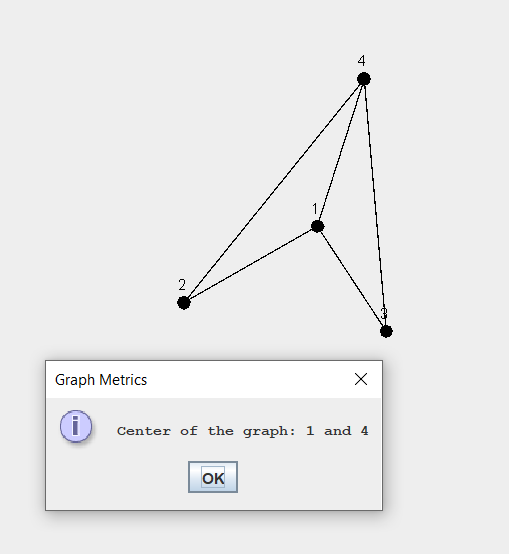 4
1
2
3
Graph Metrics
Center of the graph: 1 and 4
OK